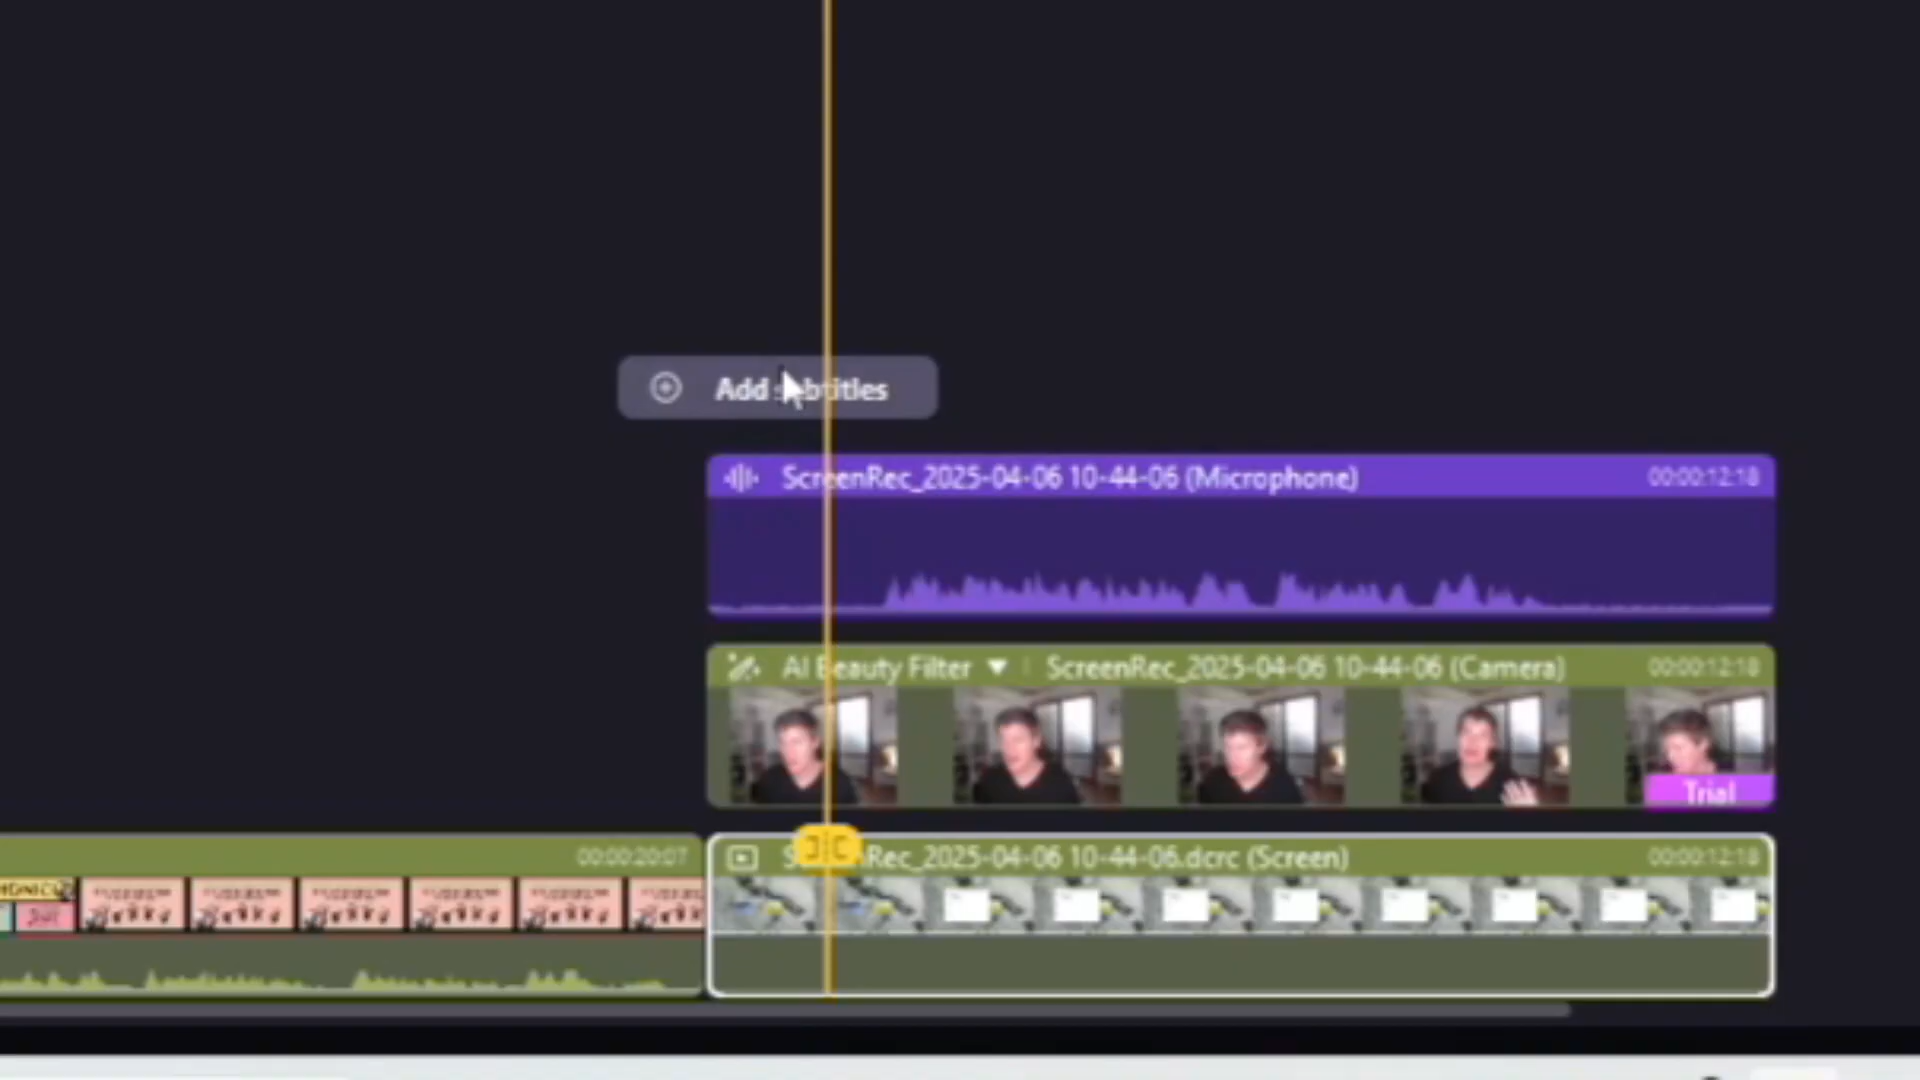 Add subtitles
ScreenRec_2025-04-06 10-44-06 (Microphone) 00:00:12:18
AI Beauty Filter ScreenRec_2025-04-06 10-44-06 (Camera) 00:00:12:18
Trial
00:00:20:07
Rec_2025-04-06 10-44-06.dcrc (Screen) 00:00:12:18